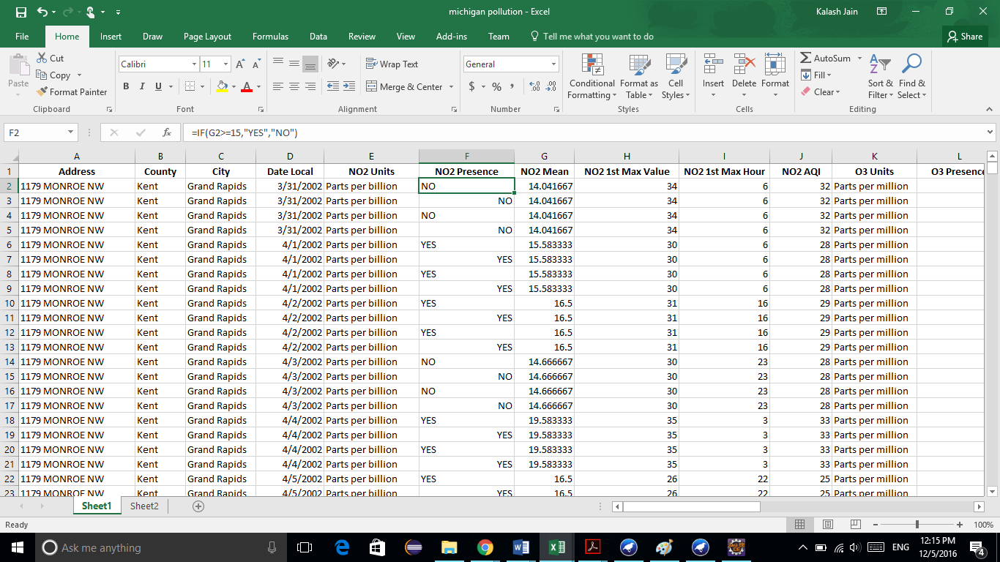 michigan pollution - Excel
Kalash Jain
File Home Insert Draw Page Layout Formulas Data Review View Add-ins Team Tell me what you want to do Share
Paste
Cut
Copy
Format Painter
Clipboard
Calibri 11
B I U
Font
Wrap Text
Merge & Center
Alignment
General
$ % ,
Number
Conditional Formatting
Format as Table
Cell Styles
Styles
Insert Delete Format
Cells
AutoSum
Fill
Clear
Sort & Filter
Find & Select
Editing
F2 fx =IF(G2>=15,"YES","NO")
A B C D E F G H I J K L
1 Address County City Date Local NO2 Units NO2 Presence NO2 Mean NO2 1st Max Value NO2 1st Max Hour NO2 AQI O3 Units O3 Presence
2 1179 MONROE NW Kent Grand Rapids 3/31/2002 Parts per billion NO 14.041667 34 6 32 Parts per million
3 1179 MONROE NW Kent Grand Rapids 3/31/2002 Parts per billion NO 14.041667 34 6 32 Parts per million
4 1179 MONROE NW Kent Grand Rapids 3/31/2002 Parts per billion NO 14.041667 34 6 32 Parts per million
5 1179 MONROE NW Kent Grand Rapids 3/31/2002 Parts per billion NO 14.041667 34 6 32 Parts per million
6 1179 MONROE NW Kent Grand Rapids 4/1/2002 Parts per billion YES 15.583333 30 6 28 Parts per million
7 1179 MONROE NW Kent Grand Rapids 4/1/2002 Parts per billion YES 15.583333 30 6 28 Parts per million
8 1179 MONROE NW Kent Grand Rapids 4/1/2002 Parts per billion YES 15.583333 30 6 28 Parts per million
9 1179 MONROE NW Kent Grand Rapids 4/1/2002 Parts per billion YES 15.583333 30 6 28 Parts per million
10 1179 MONROE NW Kent Grand Rapids 4/2/2002 Parts per billion YES 16.5 31 16 29 Parts per million
11 1179 MONROE NW Kent Grand Rapids 4/2/2002 Parts per billion YES 16.5 31 16 29 Parts per million
12 1179 MONROE NW Kent Grand Rapids 4/2/2002 Parts per billion YES 16.5 31 16 29 Parts per million
13 1179 MONROE NW Kent Grand Rapids 4/2/2002 Parts per billion YES 16.5 31 16 29 Parts per million
14 1179 MONROE NW Kent Grand Rapids 4/3/2002 Parts per billion NO 14.666667 30 23 28 Parts per million
15 1179 MONROE NW Kent Grand Rapids 4/3/2002 Parts per billion NO 14.666667 30 23 28 Parts per million
16 1179 MONROE NW Kent Grand Rapids 4/3/2002 Parts per billion NO 14.666667 30 23 28 Parts per million
17 1179 MONROE NW Kent Grand Rapids 4/3/2002 Parts per billion NO 14.666667 30 23 28 Parts per million
18 1179 MONROE NW Kent Grand Rapids 4/4/2002 Parts per billion YES 19.583333 35 3 33 Parts per million
19 1179 MONROE NW Kent Grand Rapids 4/4/2002 Parts per billion YES 19.583333 35 3 33 Parts per million
20 1179 MONROE NW Kent Grand Rapids 4/4/2002 Parts per billion YES 19.583333 35 3 33 Parts per million
21 1179 MONROE NW Kent Grand Rapids 4/4/2002 Parts per billion YES 19.583333 35 3 33 Parts per million
22 1179 MONROE NW Kent Grand Rapids 4/5/2002 Parts per billion YES 16.5 26 22 25 Parts per million
23 1179 MONROE NW Kent Grand Rapids 4/5/2002 Parts per billion YES 16.5 26 22 25 Parts per million
Sheet1 Sheet2
Ready 100%
Ask me anything
ENG
12:15 PM
12/5/2016
4